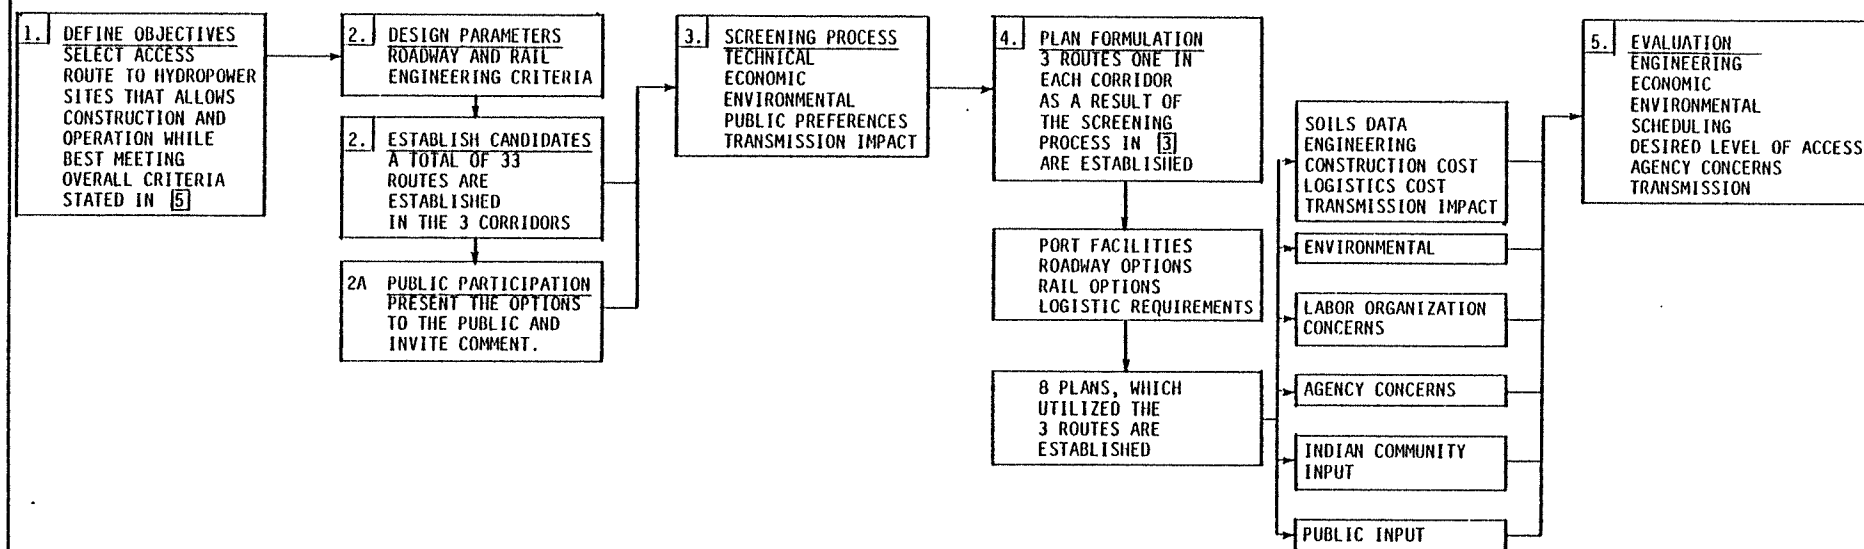 1. DEFINE OBJECTIVES
SELECT ACCESS
ROUTE TO HYDROPOWER
SITES THAT ALLOWS
CONSTRUCTION AND
OPERATION WHILE
BEST MEETING
OVERALL CRITERIA
STATED IN 5
2. DESIGN PARAMETERS
ROADWAY AND RAIL
ENGINEERING CRITERIA
2. ESTABLISH CANDIDATES
A TOTAL OF 33
ROUTES ARE
ESTABLISHED
IN THE 3 CORRIDORS
2A PUBLIC PARTICIPATION
PRESENT THE OPTIONS
TO THE PUBLIC AND
INVITE COMMENT.
3. SCREENING PROCESS
TECHNICAL
ECONOMIC
ENVIRONMENTAL
PUBLIC PREFERENCES
TRANSMISSION IMPACT
4. PLAN FORMULATION
3 ROUTES ONE IN
EACH CORRIDOR
AS A RESULT OF
THE SCREENING
PROCESS IN 3
ARE ESTABLISHED
PORT FACILITIES
ROADWAY OPTIONS
RAIL OPTIONS
LOGISTIC REQUIREMENTS
8 PLANS, WHICH
UTILIZED THE
3 ROUTES ARE
ESTABLISHED
SOILS DATA
ENGINEERING
CONSTRUCTION COST
LOGISTICS COST
TRANSMISSION IMPACT
ENVIRONMENTAL
LABOR ORGANIZATION
CONCERNS
AGENCY CONCERNS
INDIAN COMMUNITY
INPUT
PUBLIC INPUT
5. EVALUATION
ENGINEERING
ECONOMIC
ENVIRONMENTAL
SCHEDULING
DESIRED LEVEL OF ACCESS
AGENCY CONCERNS
TRANSMISSION